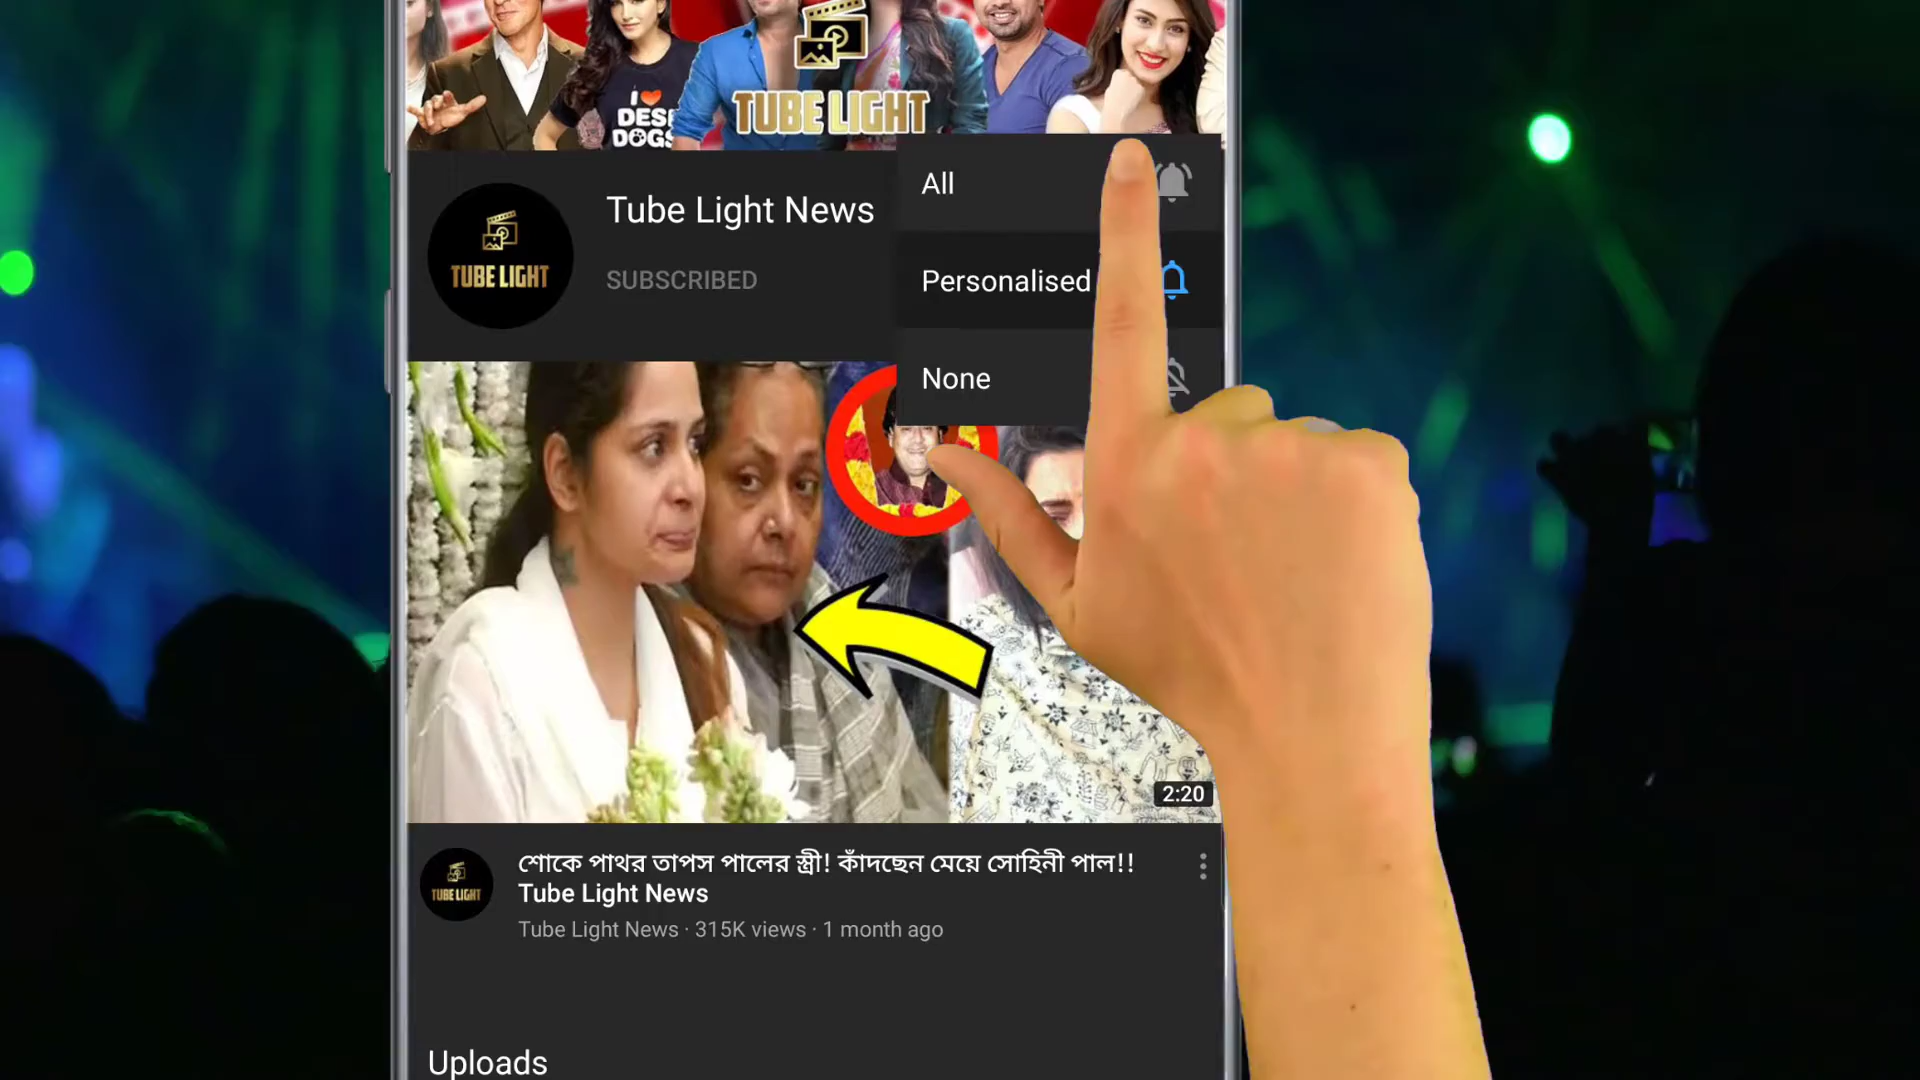 I
DESI
DOGS
TUBE LIGHT
All
Tube Light News
TUBE LIGHT
SUBSCRIBED
Personalised
None
2:20
শোকে পাথর তাপস পালের স্ত্রী! কাঁদছেন মেয়ে সোহিনী পাল!!
Tube Light News
TUBE LIGHT
Tube Light News · 315K views · 1 month ago
Uploads